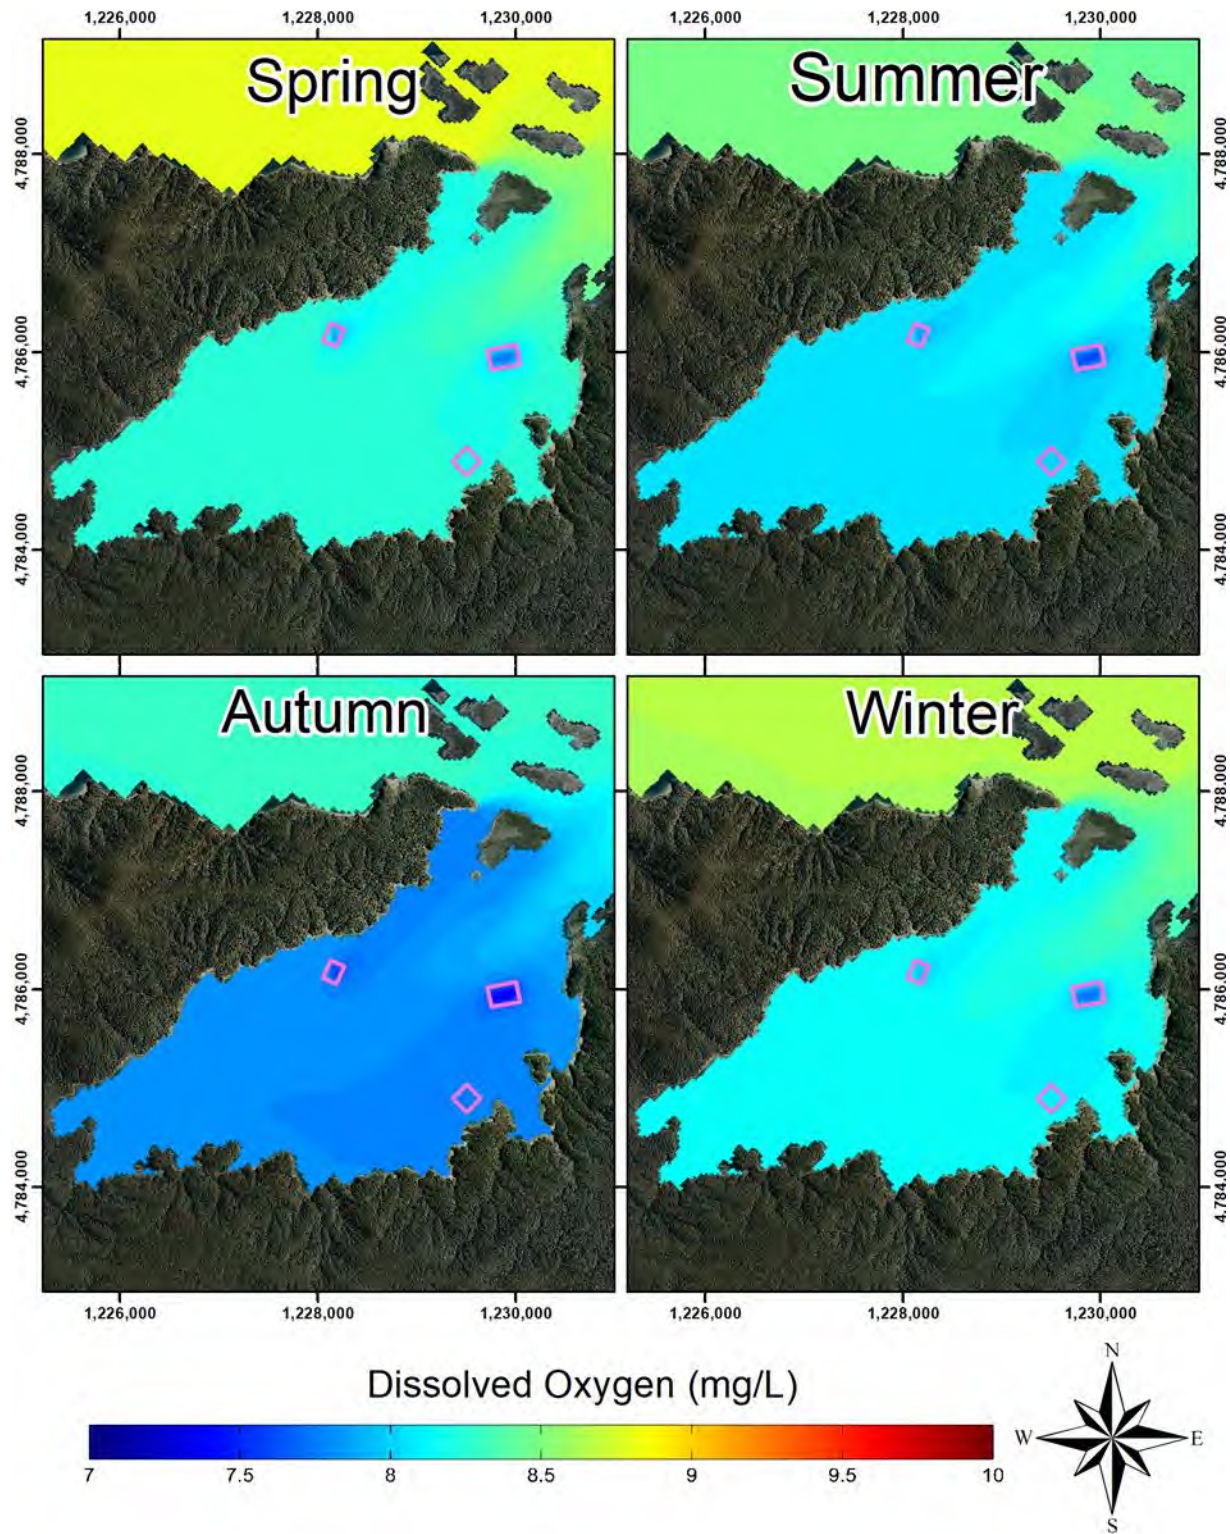 1,226,000 1,228,000 1,230,000 1,226,000 1,228,000 1,230,000
Spring Summer
4,788,000 4,788,000
4,786,000 4,786,000
4,784,000 4,784,000
Autumn Winter
4,788,000 4,788,000
4,786,000 4,786,000
4,784,000 4,784,000
1,226,000 1,228,000 1,230,000 1,226,000 1,228,000 1,230,000
Dissolved Oxygen (mg/L)
7 7.5 8 8.5 9 9.5 10
N
W E
S